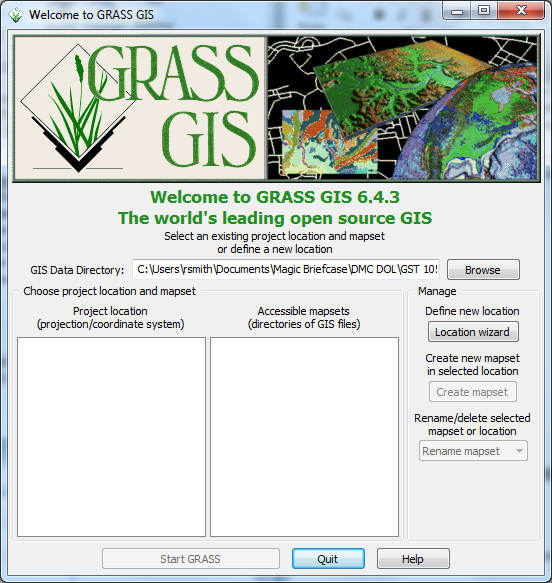 Welcome to GRASS GIS
GRASS
GIS
Welcome to GRASS GIS 6.4.3
The world's leading open source GIS
Select an existing project location and mapset
or define a new location
GIS Data Directory: C:\Users\rsmith\Documents\Magic Briefcase\DMC DOL\GST 105 Browse
Choose project location and mapset
Project location
(projection/coordinate system)
Accessible mapsets
(directories of GIS files)
Manage
Define new location
Location wizard
Create new mapset
in selected location
Create mapset
Rename/delete selected
mapset or location
Rename mapset
Start GRASS Quit Help